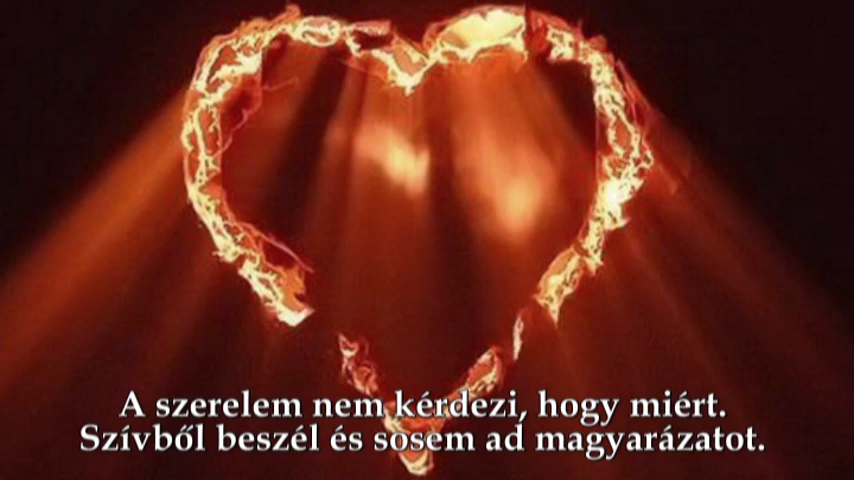 A szerelem nem kérdezi, hogy miért.
Szívből beszél és sosem ad magyarázatot.